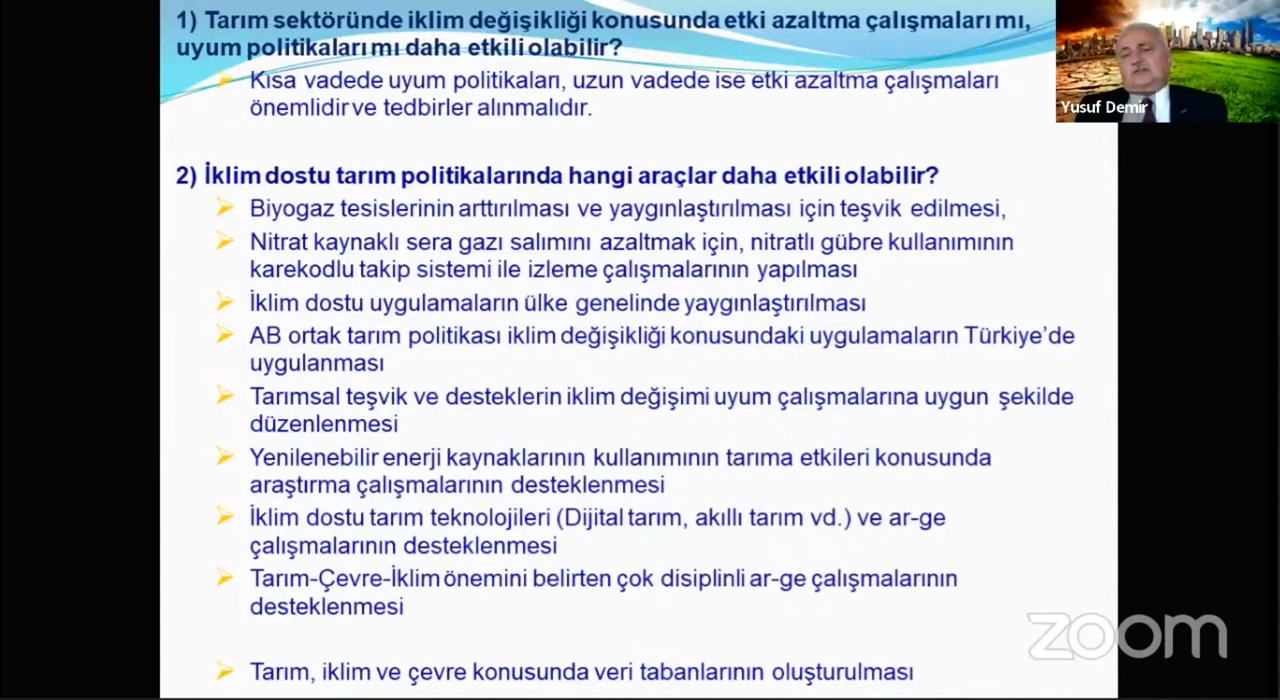 1) Tarım sektöründe iklim değişikliği konusunda etki azaltma çalışmaları mı,
uyum politikaları mı daha etkili olabilir?
Kısa vadede uyum politikaları, uzun vadede ise etki azaltma çalışmaları
önemlidir ve tedbirler alınmalıdır.
Yusuf Demir
2) İklim dostu tarım politikalarında hangi araçlar daha etkili olabilir?
Biyogaz tesislerinin arttırılması ve yaygınlaştırılması için teşvik edilmesi,
Nitrat kaynaklı sera gazı salımını azaltmak için, nitratlı gübre kullanımının
karekodlu takip sistemi ile izleme çalışmalarının yapılması
İklim dostu uygulamaların ülke genelinde yaygınlaştırılması
AB ortak tarım politikası iklim değişikliği konusundaki uygulamaların Türkiye'de
uygulanması
Tarımsal teşvik ve desteklerin iklim değişimi uyum çalışmalarına uygun şekilde
düzenlenmesi
Yenilenebilir enerji kaynaklarının kullanımının tarıma etkileri konusunda
araştırma çalışmalarının desteklenmesi
İklim dostu tarım teknolojileri (Dijital tarım, akıllı tarım vd.) ve ar-ge
çalışmalarının desteklenmesi
Tarım-Çevre-İklim önemini belirten çok disiplinli ar-ge çalışmalarının
desteklenmesi
zoom
Tarım, iklim ve çevre konusunda veri tabanlarının oluşturulması